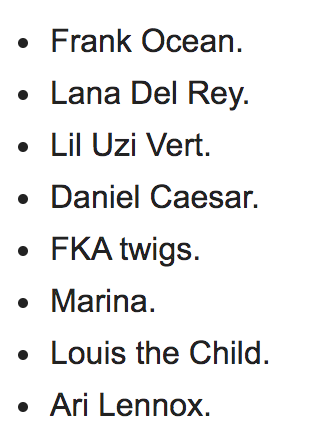 • Frank Ocean.
• Lana Del Rey.
• Lil Uzi Vert.
• Daniel Caesar.
• FKA twigs.
• Marina.
• Louis the Child.
• Ari Lennox.